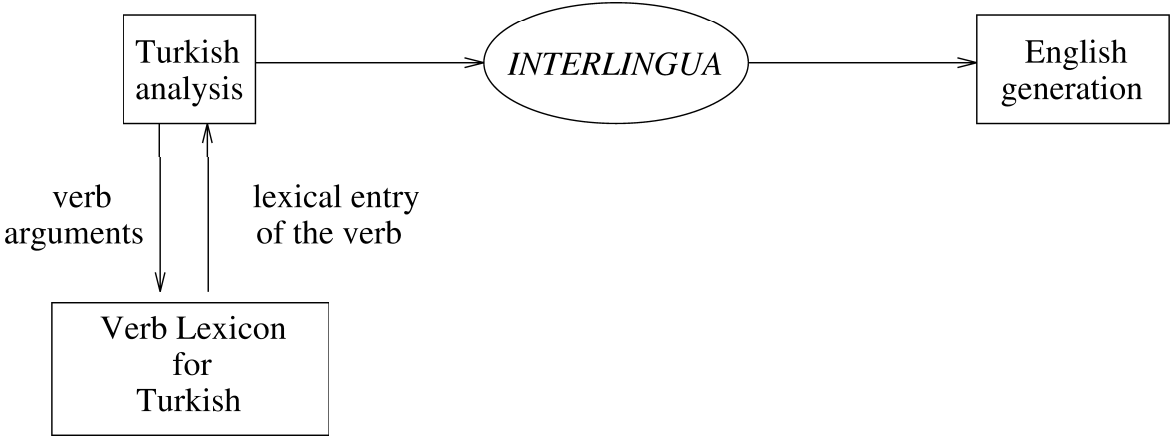 Turkish
analysis
INTERLINGUA
English
generation
verb
arguments
lexical entry
of the verb
Verb Lexicon
for
Turkish